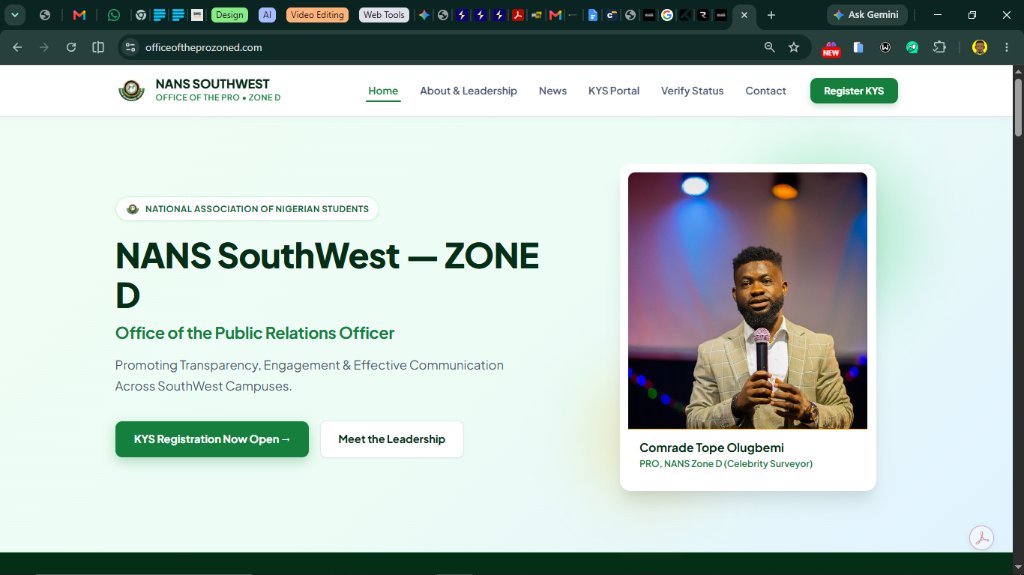 Design
AI
Video Editing
Web Tools
Ask Gemini
officeoftheprozoned.com
NEW
NANS SOUTHWEST
OFFICE OF THE PRO • ZONE D
Home
About & Leadership
News
KYS Portal
Verify Status
Contact
Register KYS
NATIONAL ASSOCIATION OF NIGERIAN STUDENTS
NANS SouthWest — ZONE
D
Office of the Public Relations Officer
Promoting Transparency, Engagement & Effective Communication
Across SouthWest Campuses.
KYS Registration Now Open →
Meet the Leadership
Comrade Tope Olugbemi
PRO, NANS Zone D (Celebrity Surveyor)